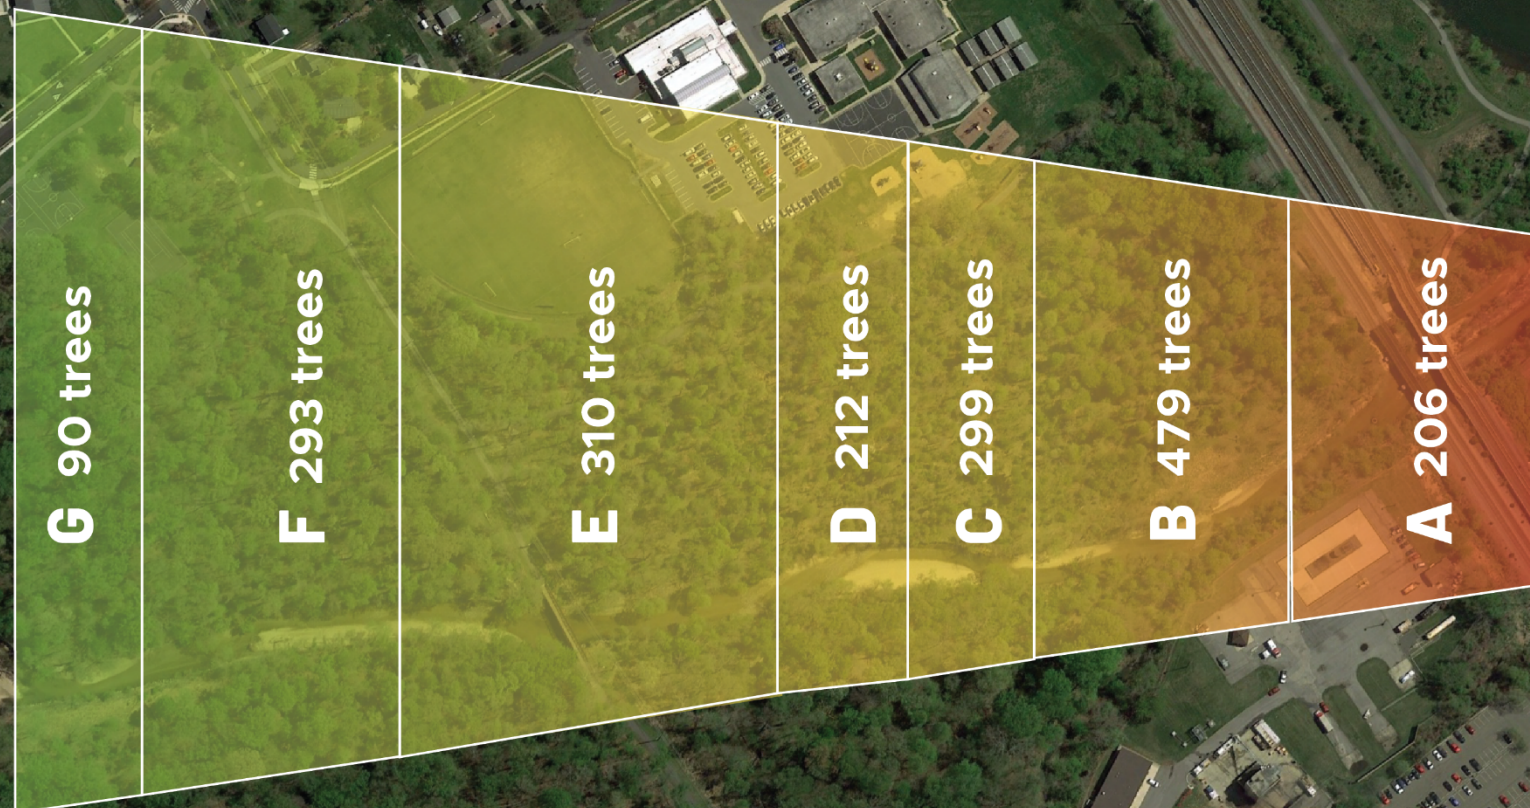 G 90 trees
F 293 trees
E 310 trees
D 212 trees
C 299 trees
B 479 trees
A 206 trees